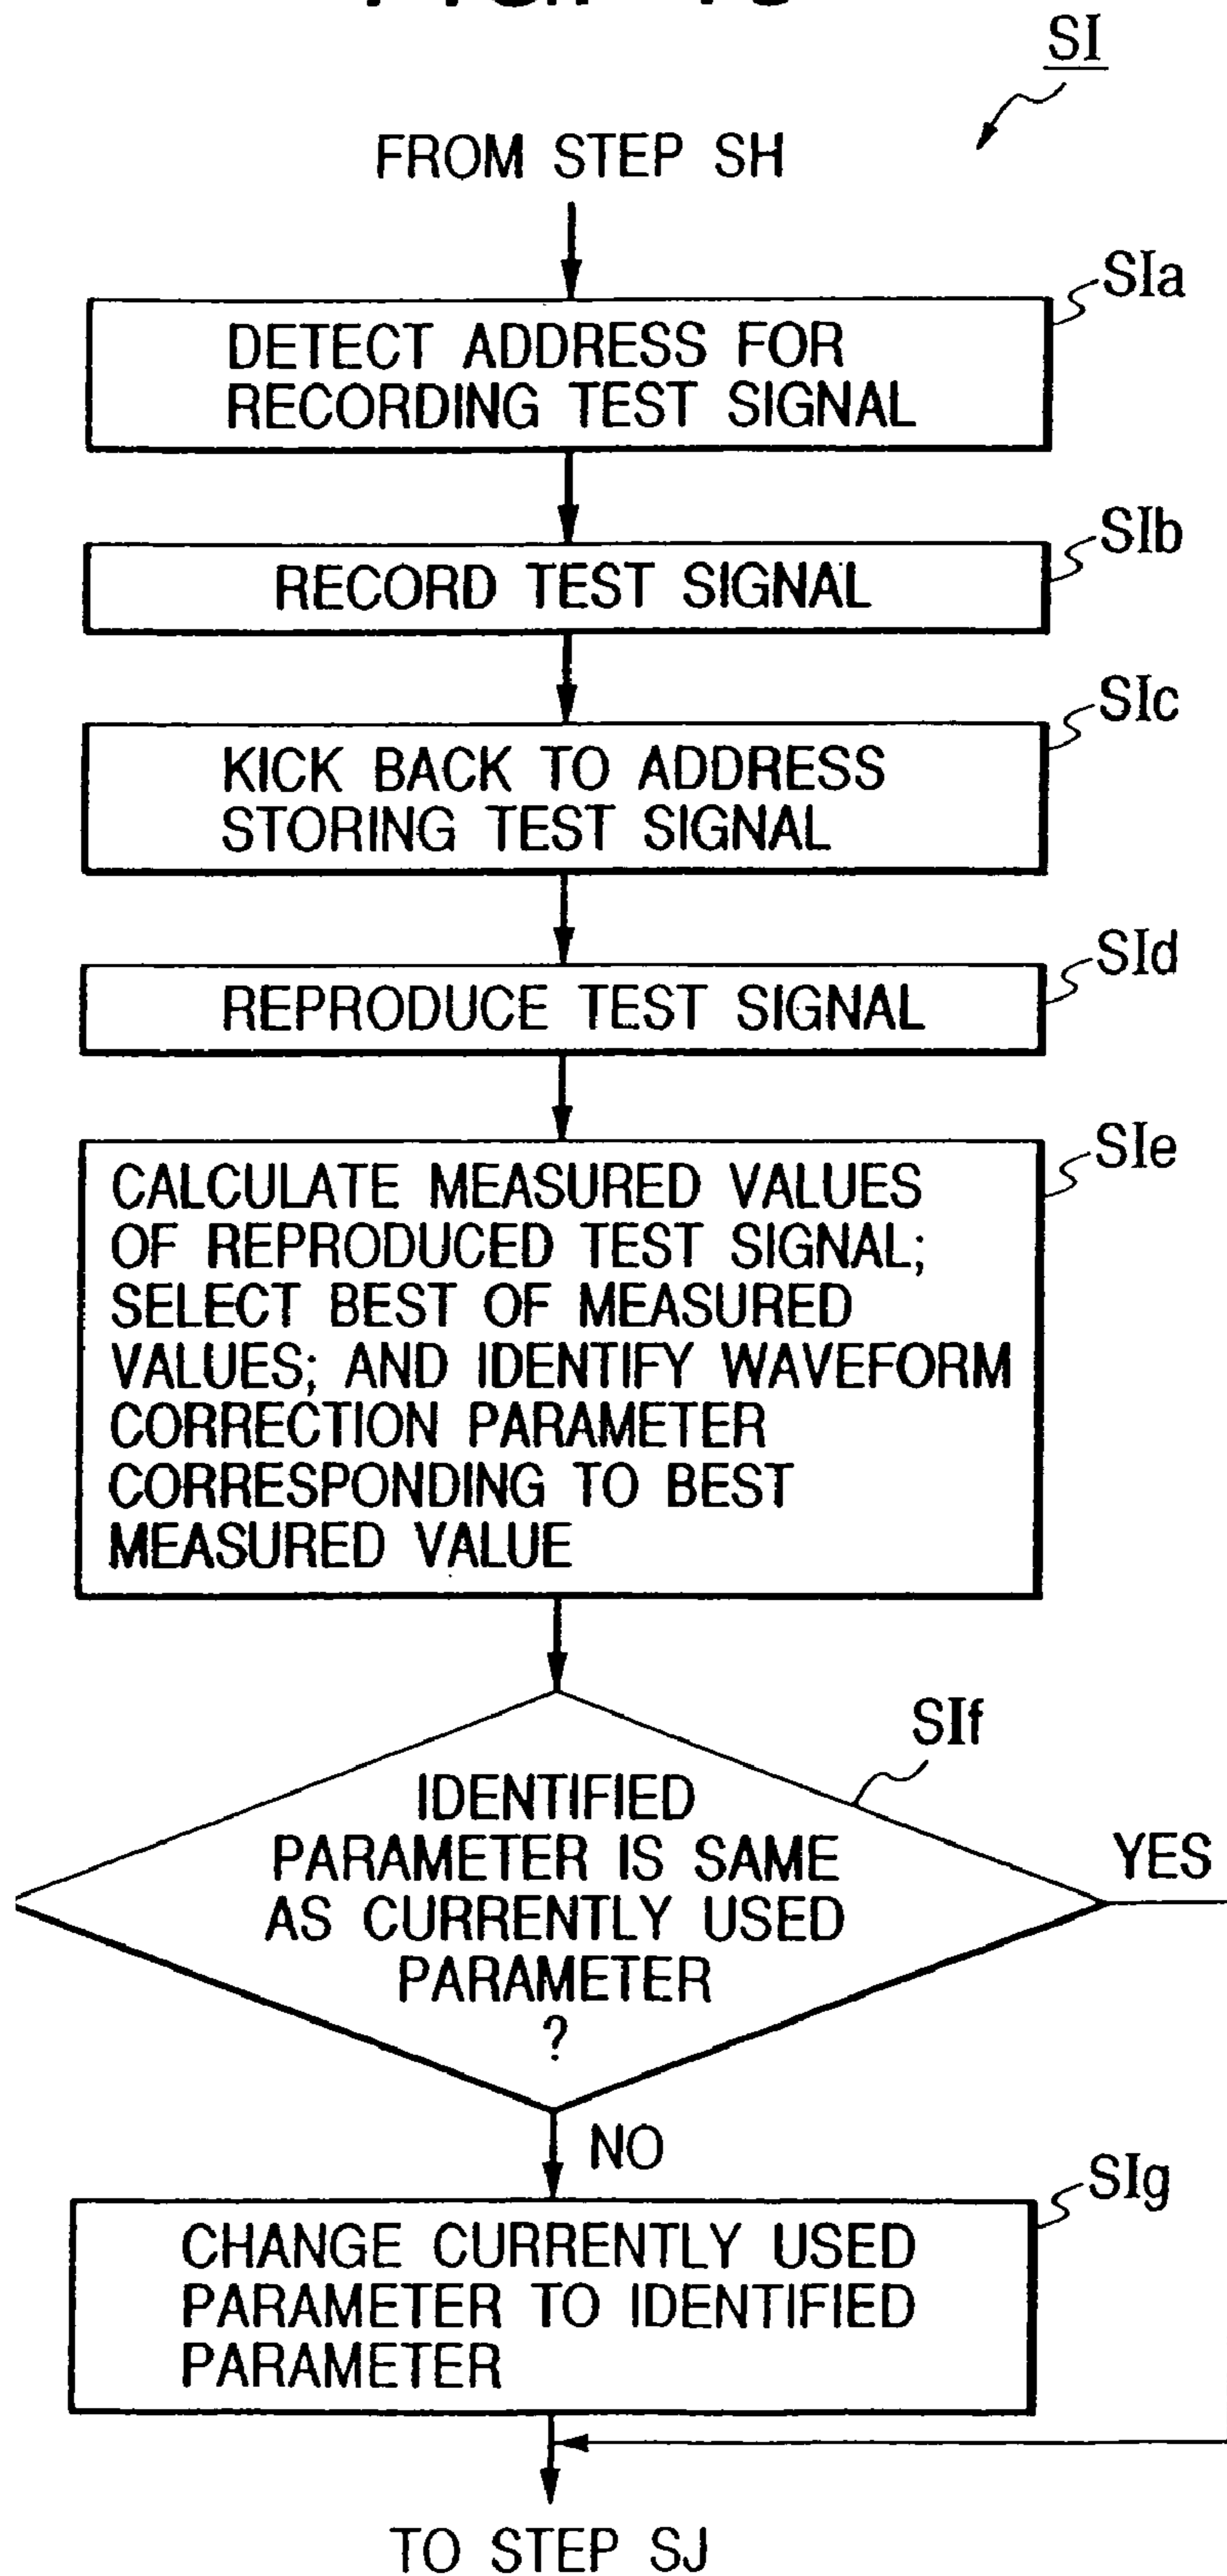 SI
FROM STEP SH
SIa
DETECT ADDRESS FOR
RECORDING TEST SIGNAL
SIb
RECORD TEST SIGNAL
SIc
KICK BACK TO ADDRESS
STORING TEST SIGNAL
SId
REPRODUCE TEST SIGNAL
SIe
CALCULATE MEASURED VALUES
OF REPRODUCED TEST SIGNAL;
SELECT BEST OF MEASURED
VALUES; AND IDENTIFY WAVEFORM
CORRECTION PARAMETER
CORRESPONDING TO BEST
MEASURED VALUE
SIf
IDENTIFIED
PARAMETER IS SAME
AS CURRENTLY USED
PARAMETER
?
YES
NO
SIg
CHANGE CURRENTLY USED
PARAMETER TO IDENTIFIED
PARAMETER
TO STEP SJ